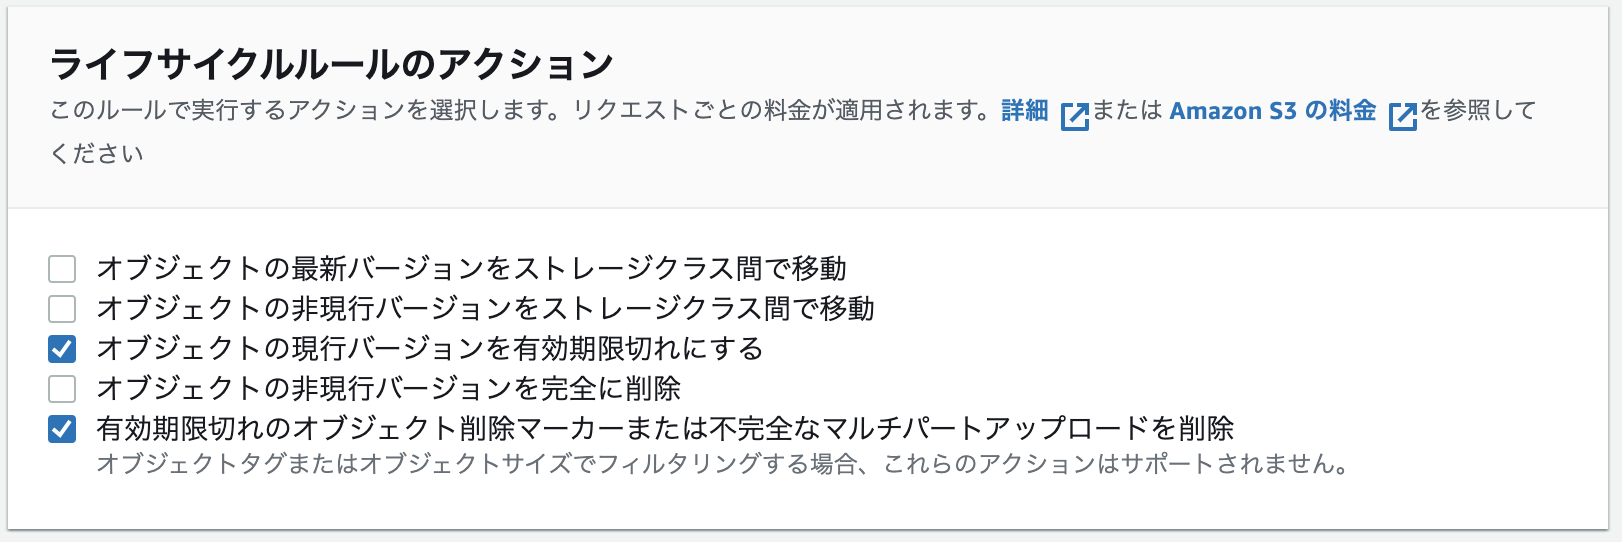 ライフサイクルルールのアクション
このルールで実行するアクションを選択します。リクエストごとの料金が適用されます。詳細 または Amazon S3 の料金 を参照して
ください
オブジェクトの最新バージョンをストレージクラス間で移動
オブジェクトの非現行バージョンをストレージクラス間で移動
オブジェクトの現行バージョンを有効期限切れにする
オブジェクトの非現行バージョンを完全に削除
有効期限切れのオブジェクト削除マーカーまたは不完全なマルチパートアップロードを削除
オブジェクトタグまたはオブジェクトサイズでフィルタリングする場合、これらのアクションはサポートされません。